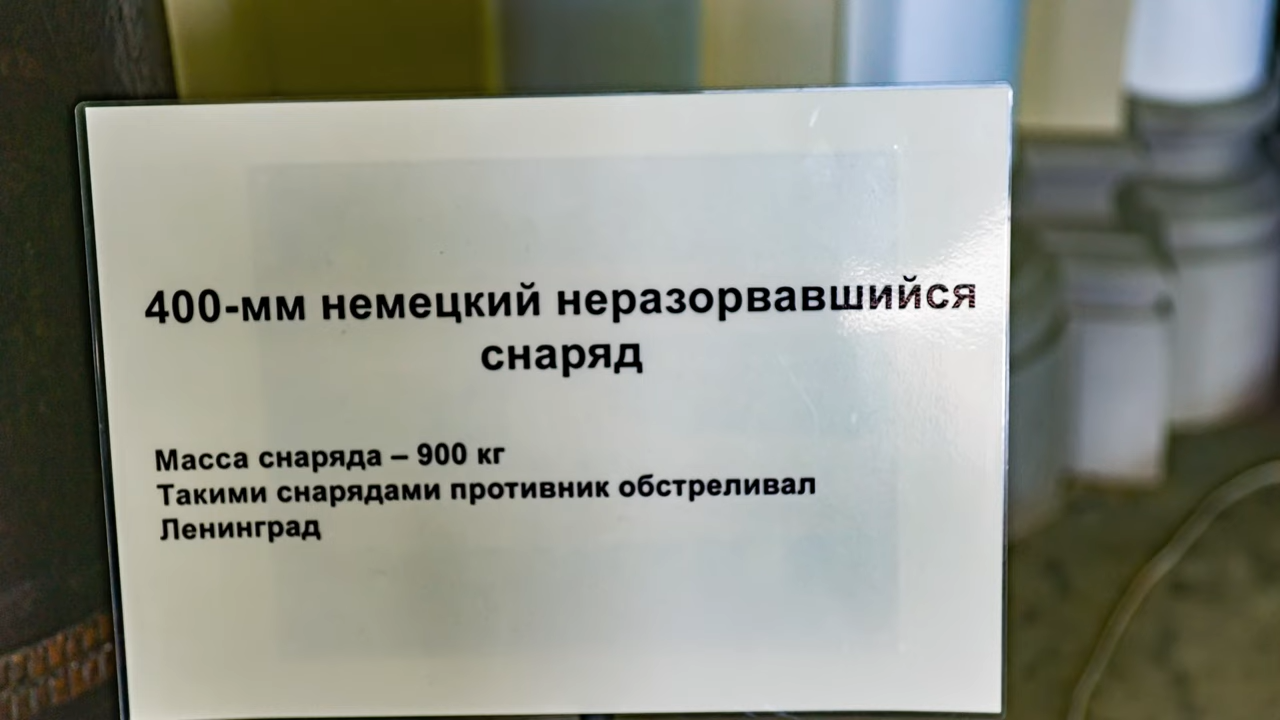 400-мм немецкий неразорвавшийся
снаряд
Масса снаряда – 900 кг
Такими снарядами противник обстреливал
Ленинград